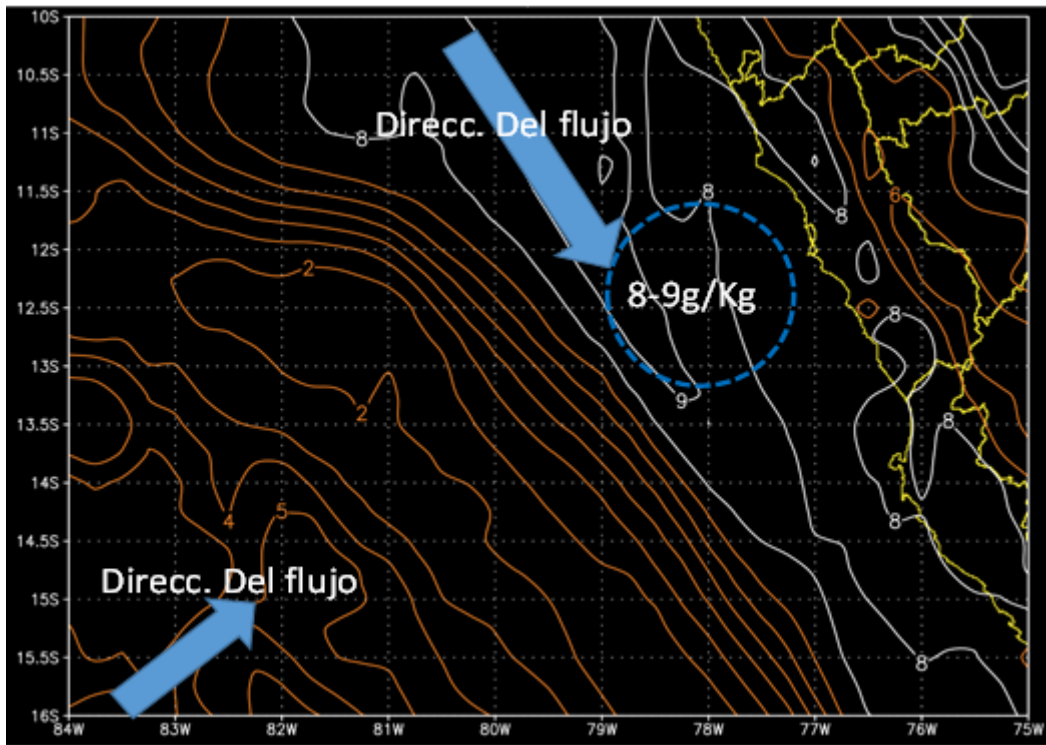 10S
10.5S
11S
11.5S
12S
12.5S
13S
13.5S
14S
14.5S
15S
15.5S
16S
84W 83W 82W 81W 80W 79W 78W 77W 76W 75W
Direcc. Del flujo
8
8
8
6
2
8-9g/Kg
8
2
9
8
4
5
8
Direcc. Del flujo
8
8